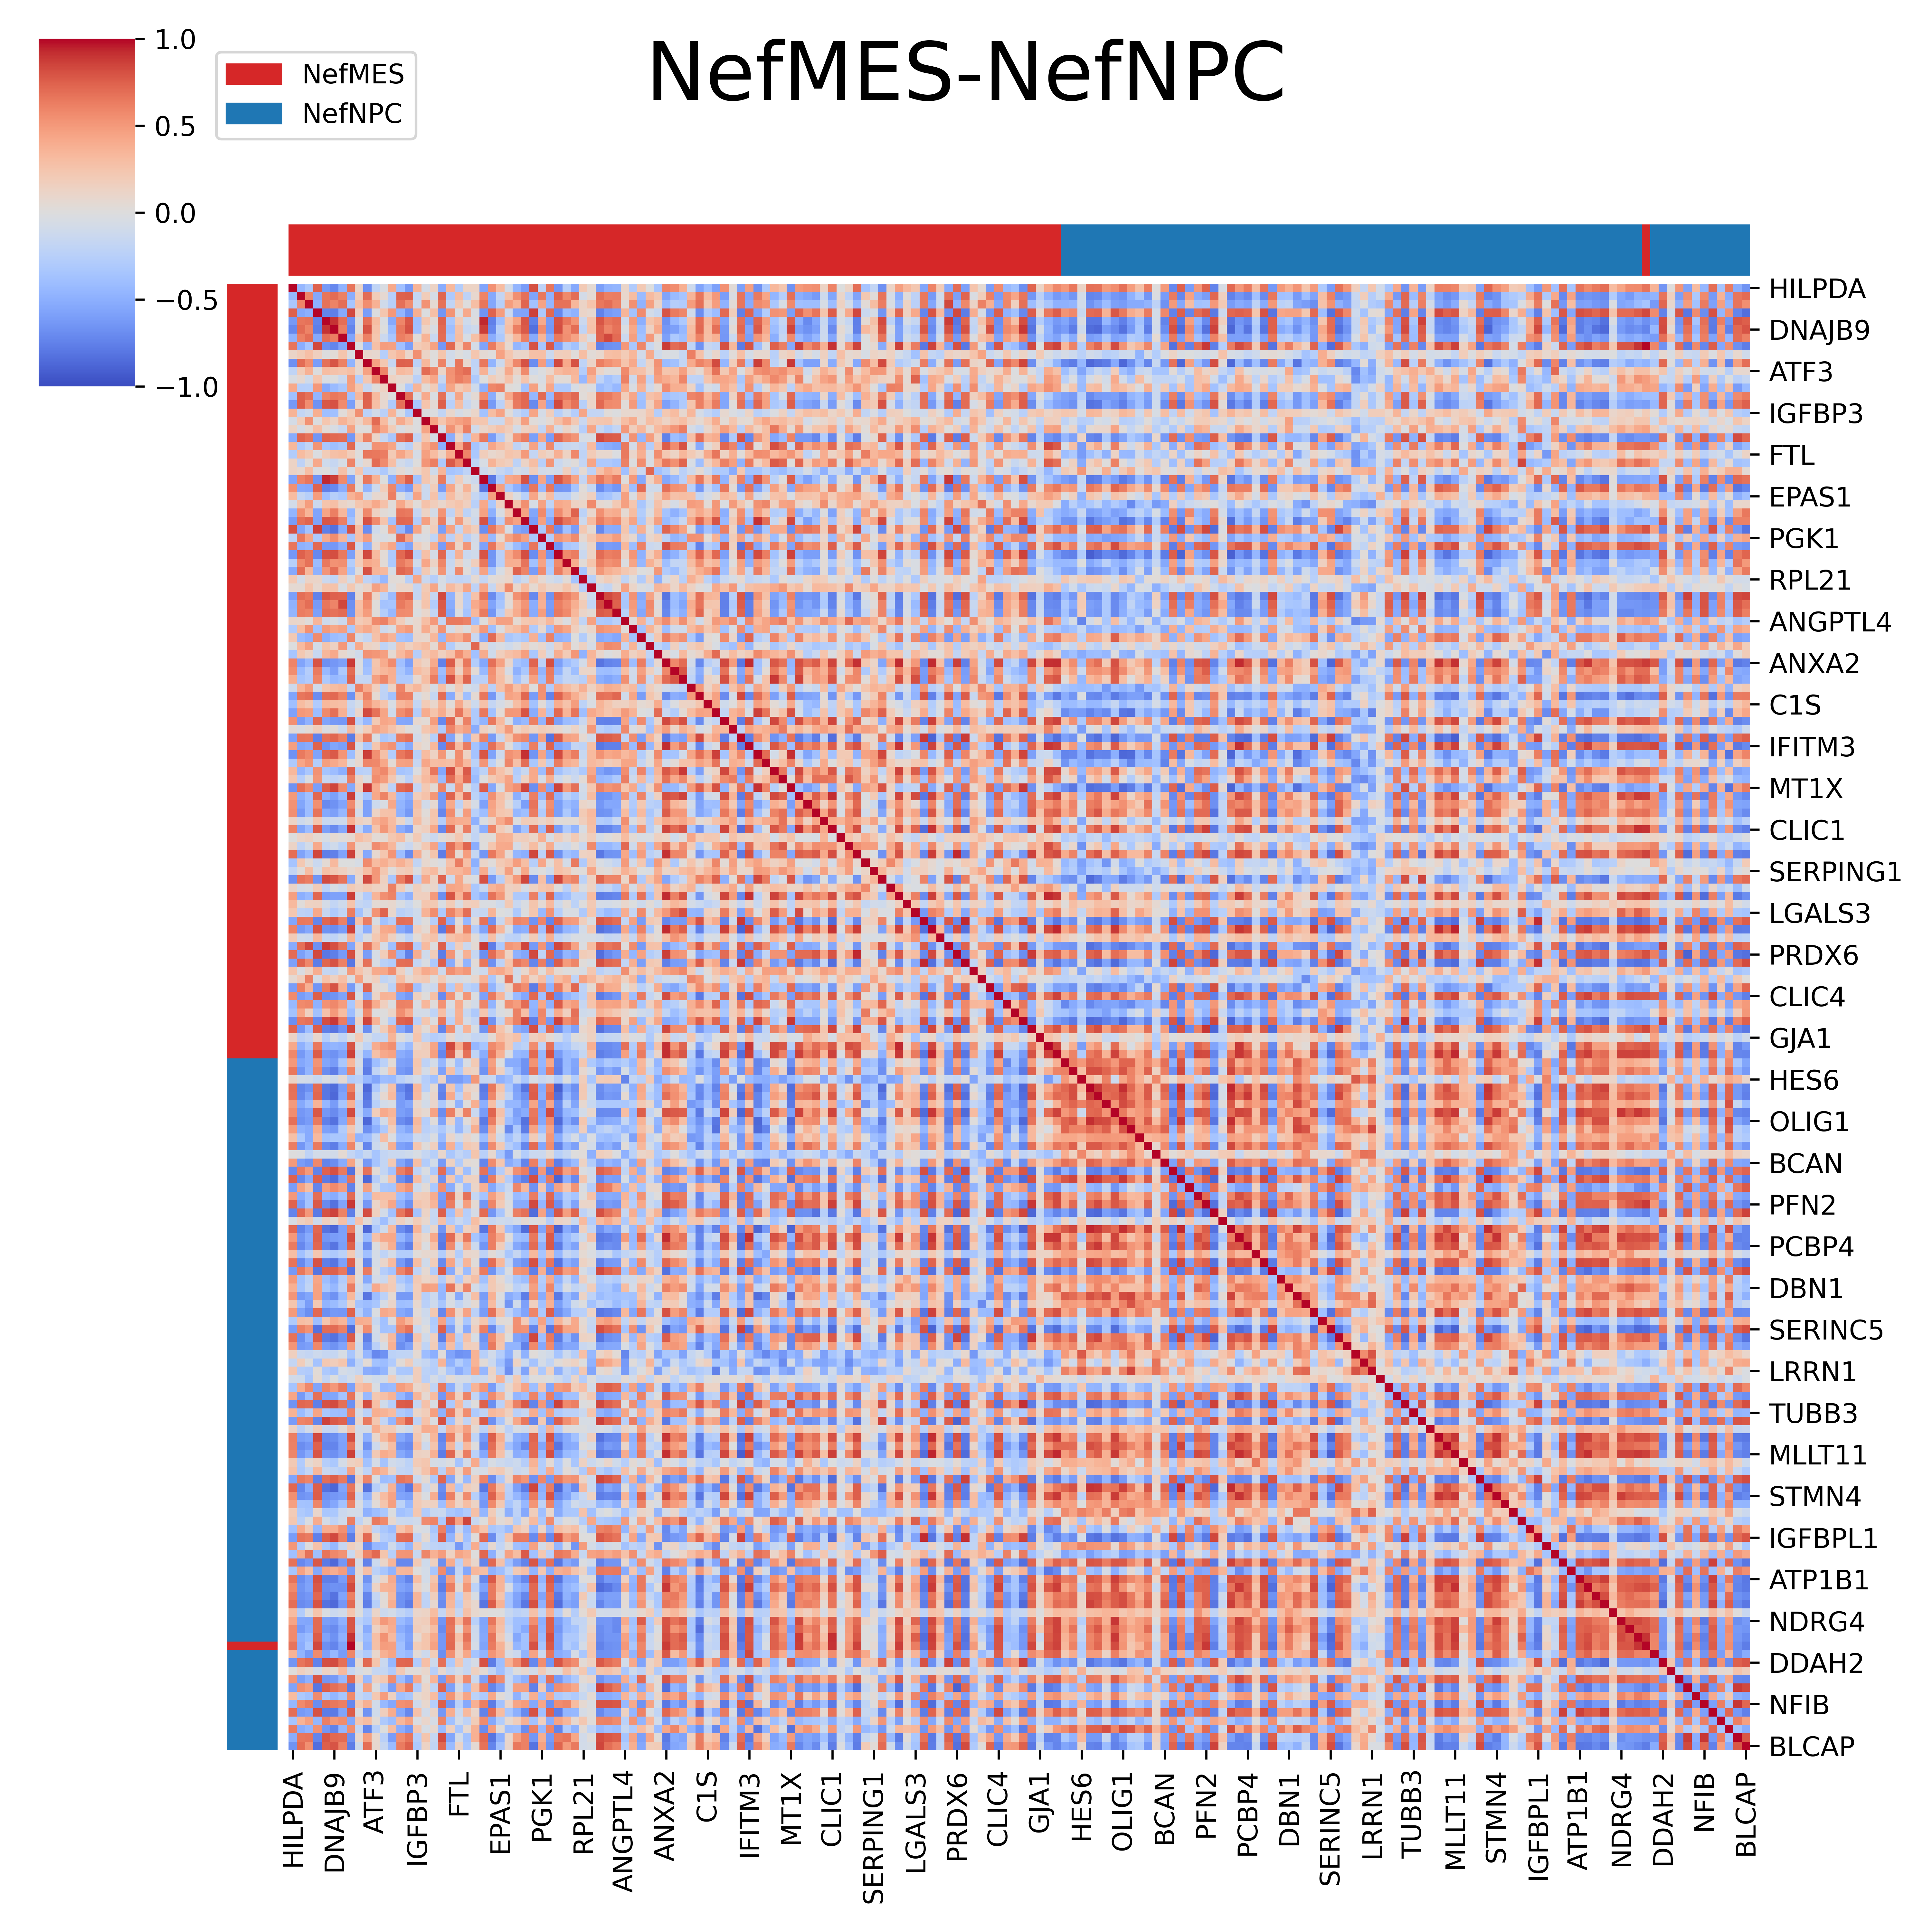 NefMES-NefNPC
1.0
0.5
0.0
−0.5
−1.0
NefMES
NefNPC
HILPDA
DNAJB9
ATF3
IGFBP3
FTL
EPAS1
PGK1
RPL21
ANGPTL4
ANXA2
C1S
IFITM3
MT1X
CLIC1
SERPING1
LGALS3
PRDX6
CLIC4
GJA1
HES6
OLIG1
BCAN
PFN2
PCBP4
DBN1
SERINC5
LRRN1
TUBB3
MLLT11
STMN4
IGFBPL1
ATP1B1
NDRG4
DDAH2
NFIB
BLCAP
HILPDA
DNAJB9
ATF3
IGFBP3
FTL
EPAS1
PGK1
RPL21
ANGPTL4
ANXA2
C1S
IFITM3
MT1X
CLIC1
SERPING1
LGALS3
PRDX6
CLIC4
GJA1
HES6
OLIG1
BCAN
PFN2
PCBP4
DBN1
SERINC5
LRRN1
TUBB3
MLLT11
STMN4
IGFBPL1
ATP1B1
NDRG4
DDAH2
NFIB
BLCAP